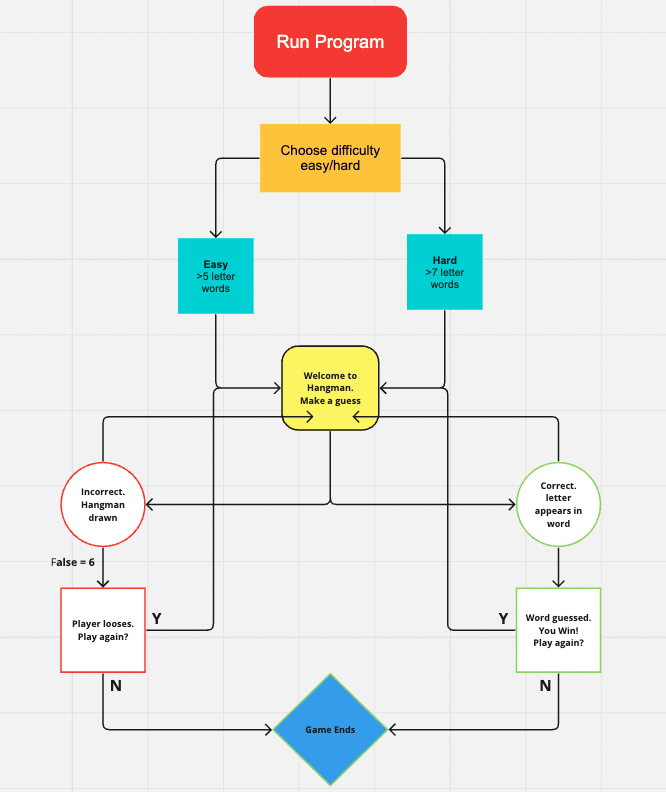 Run Program
Choose difficulty
easy/hard
Easy
>5 letter
words
Hard
>7 letter
words
Welcome to
Hangman.
Make a guess
Incorrect.
Hangman
drawn
Correct.
letter
appears in
word
False = 6
Player looses.
Play again?
Y
Y
Word guessed.
You Win!
Play again?
N
N
Game Ends